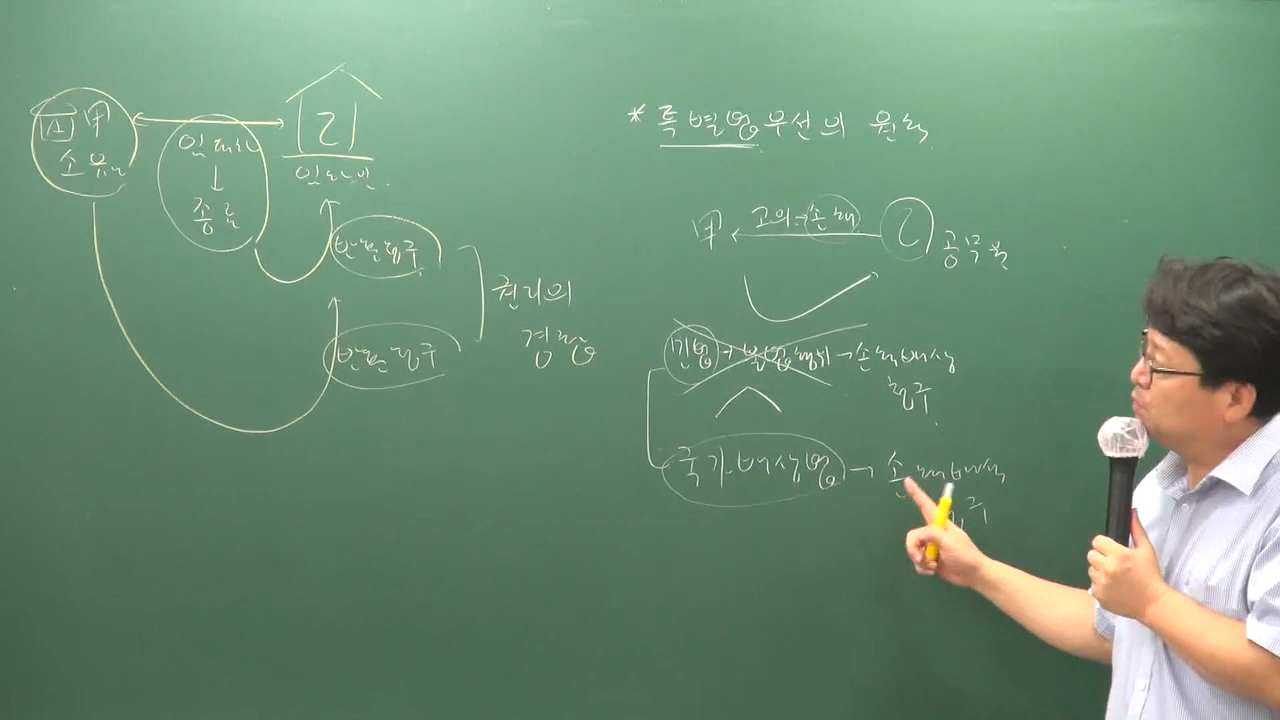 甲
소유권
임대차
↓
종료
乙
임차인
반환청구
반환청구
권리의
경합
* 특별법우선의 원칙
甲 고의→손해 乙 공무원
민법→불법행위→손해배상
청구
국가배상법→손해배상
청구